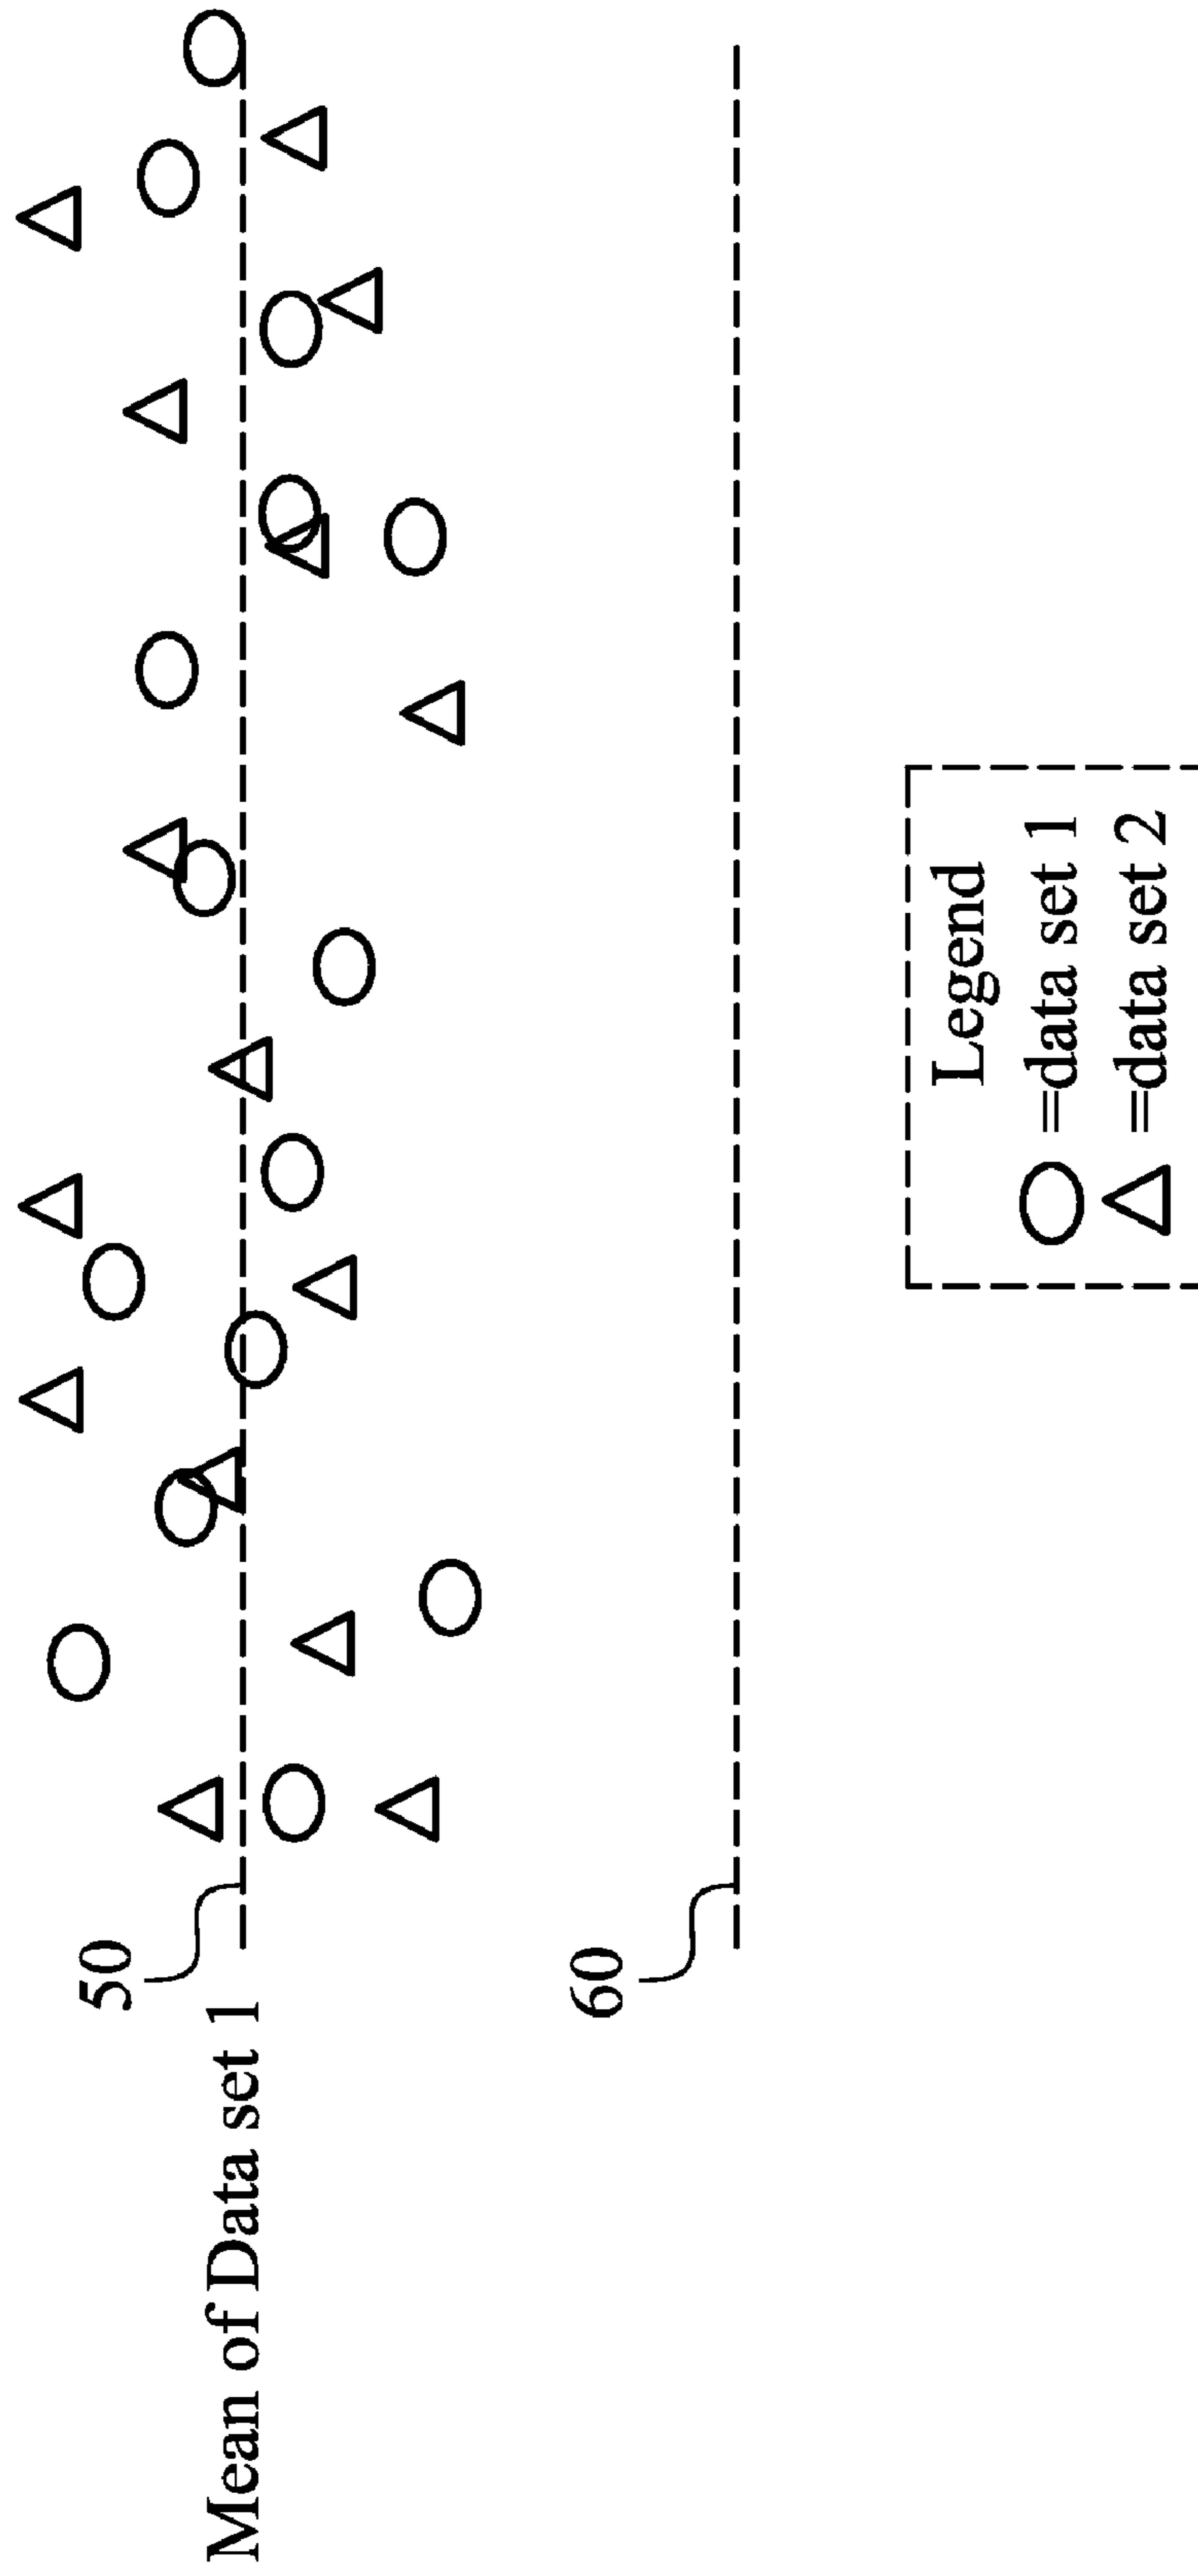 50
Mean of Data set 1
60
Legend
=data set 1
=data set 2